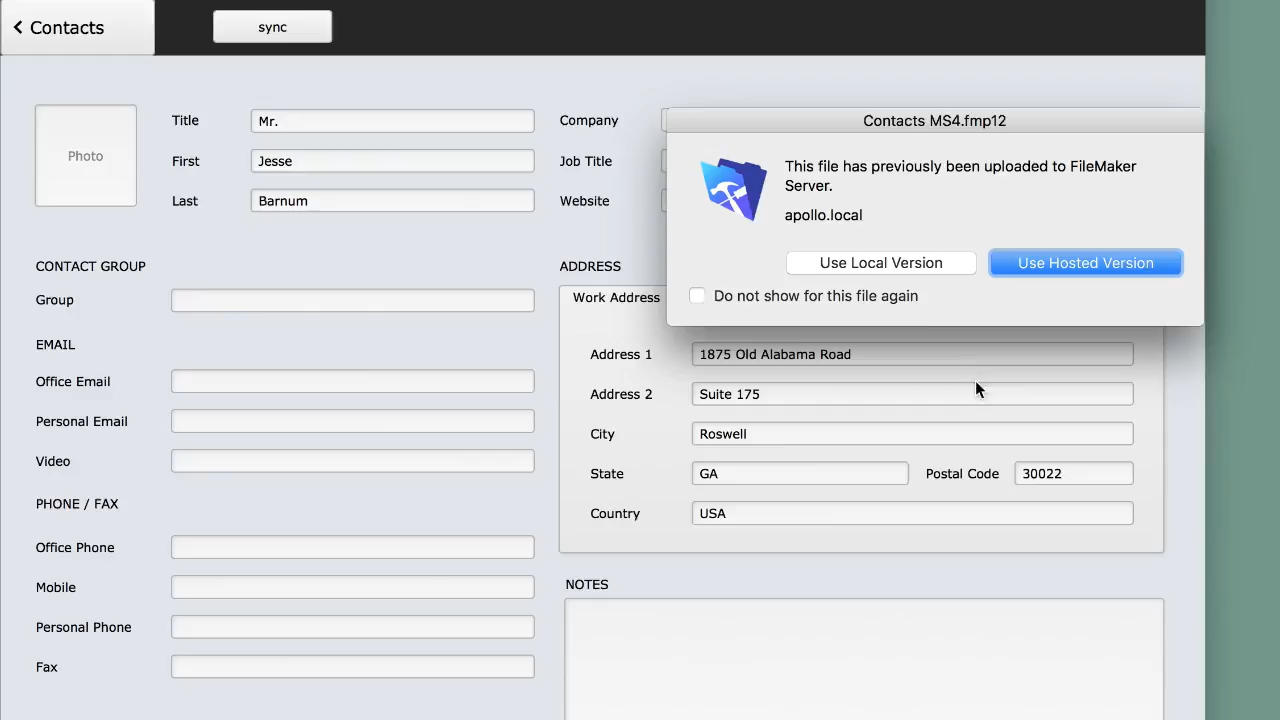 Contacts
sync
Photo
Title
Mr.
First
Jesse
Last
Barnum
Company
Job Title
Website
Contacts MS4.fmp12
This file has previously been uploaded to FileMaker
Server.
apollo.local
Use Local Version
Use Hosted Version
Do not show for this file again
CONTACT GROUP
Group
EMAIL
Office Email
Personal Email
Video
PHONE / FAX
Office Phone
Mobile
Personal Phone
Fax
ADDRESS
Work Address
Address 1
1875 Old Alabama Road
Address 2
Suite 175
City
Roswell
State
GA
Postal Code
30022
Country
USA
NOTES